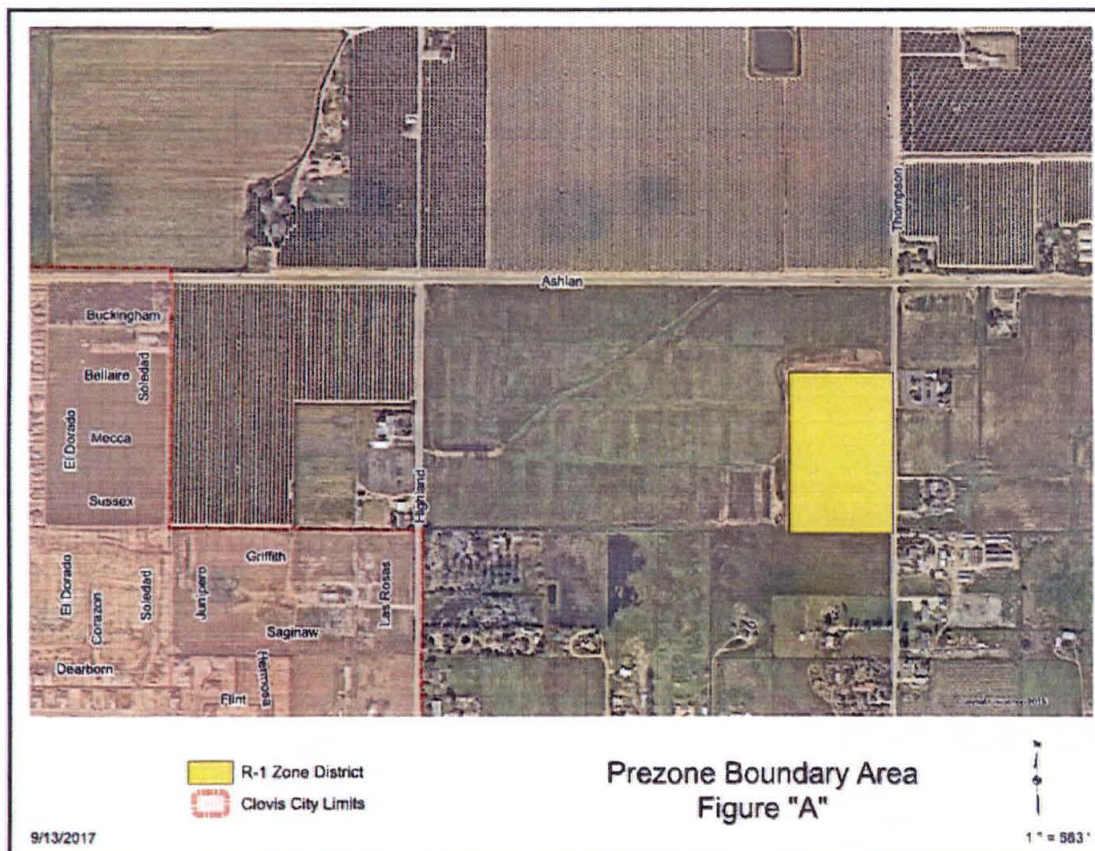 Thompson
Ashlan
Buckingham
Bellaire
Soledad
El Dorado
Mecca
Sussex
Highland
Griffith
El Dorado
Corazon
Soledad
Junipero
Las Rosas
Saginaw
Dearborn
Hermosa
Flint
R-1 Zone District
Clovis City Limits
Prezone Boundary Area
Figure "A"
9/13/2017
1 " = 563 '